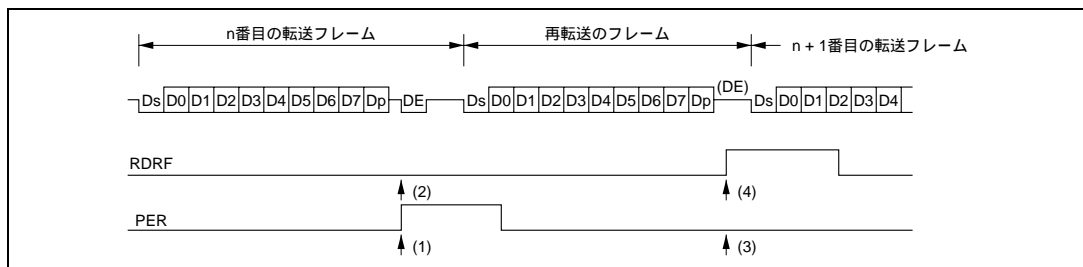 n番目の転送フレーム
再転送のフレーム
n + 1番目の転送フレーム
Ds D0 D1 D2 D3 D4 D5 D6 D7 Dp DE Ds D0 D1 D2 D3 D4 D5 D6 D7 Dp (DE) Ds D0 D1 D2 D3 D4
RDRF
(2)
(4)
PER
(1)
(3)